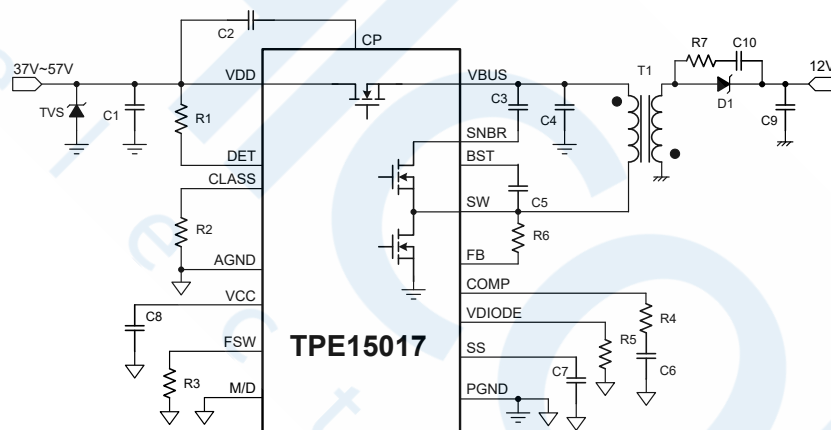 C2
CP
37V~57V
VDD
VBUS
T1
R7
C10
12V
TVS
C1
R1
C3
C4
D1
C9
SNBR
DET
BST
CLASS
SW
C5
R2
R6
AGND
FB
COMP
VCC
C8
VDIODE
R4
TPE15017
FSW
SS
R5
C6
R3
C7
M/D
PGND